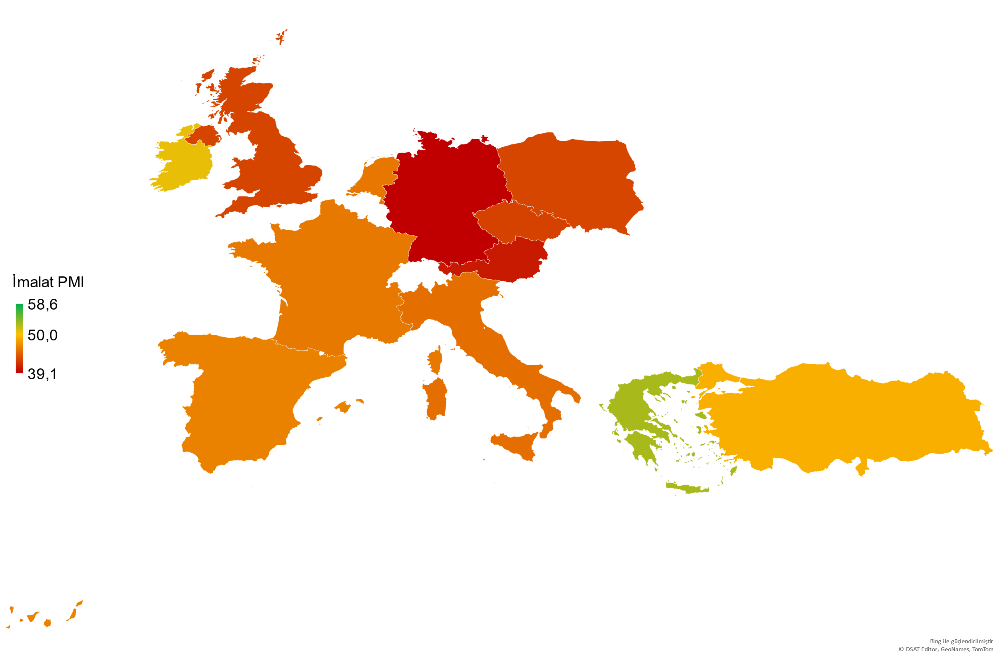 İmalat PMI
58,6
50,0
39,1
Bing ile güçlendirilmiştir
© DSAT Editor, GeoNames, TomTom